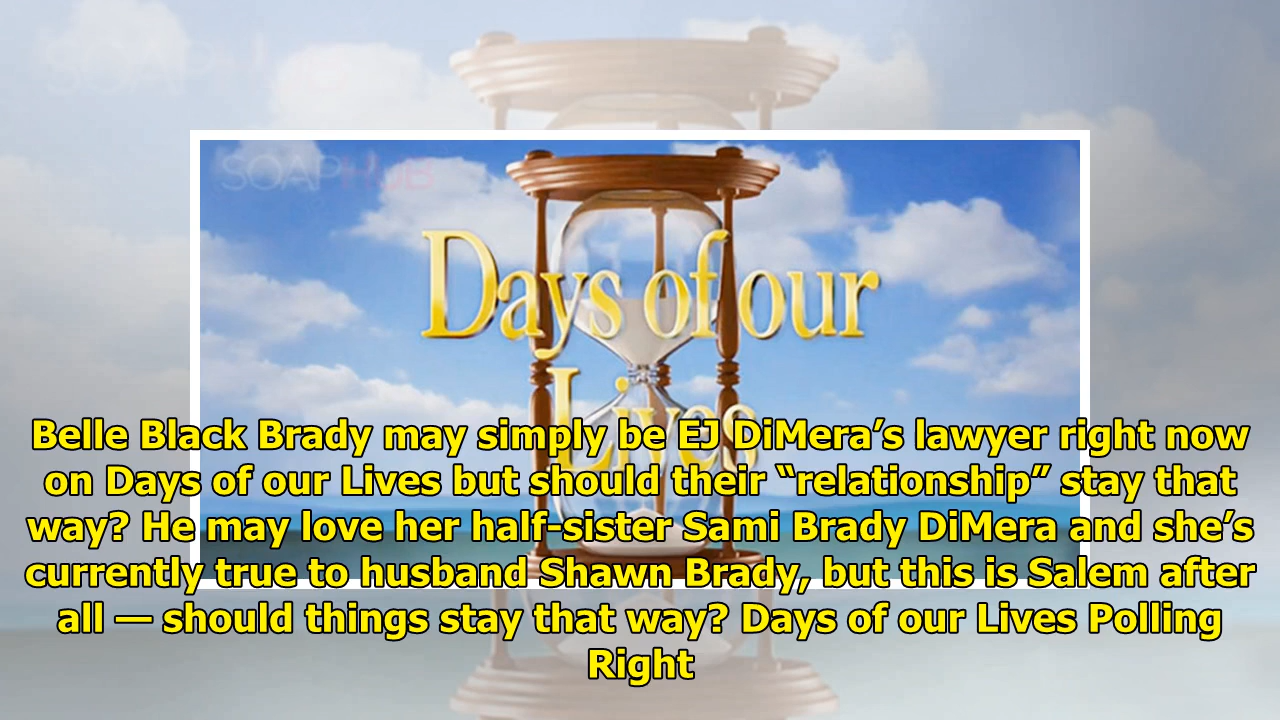 SOAPHUB
Days of our
Lives
Belle Black Brady may simply be EJ DiMera’s lawyer right now
on Days of our Lives but should their “relationship” stay that
way? He may love her half-sister Sami Brady DiMera and she’s
currently true to husband Shawn Brady, but this is Salem after
all — should things stay that way? Days of our Lives Polling
Right